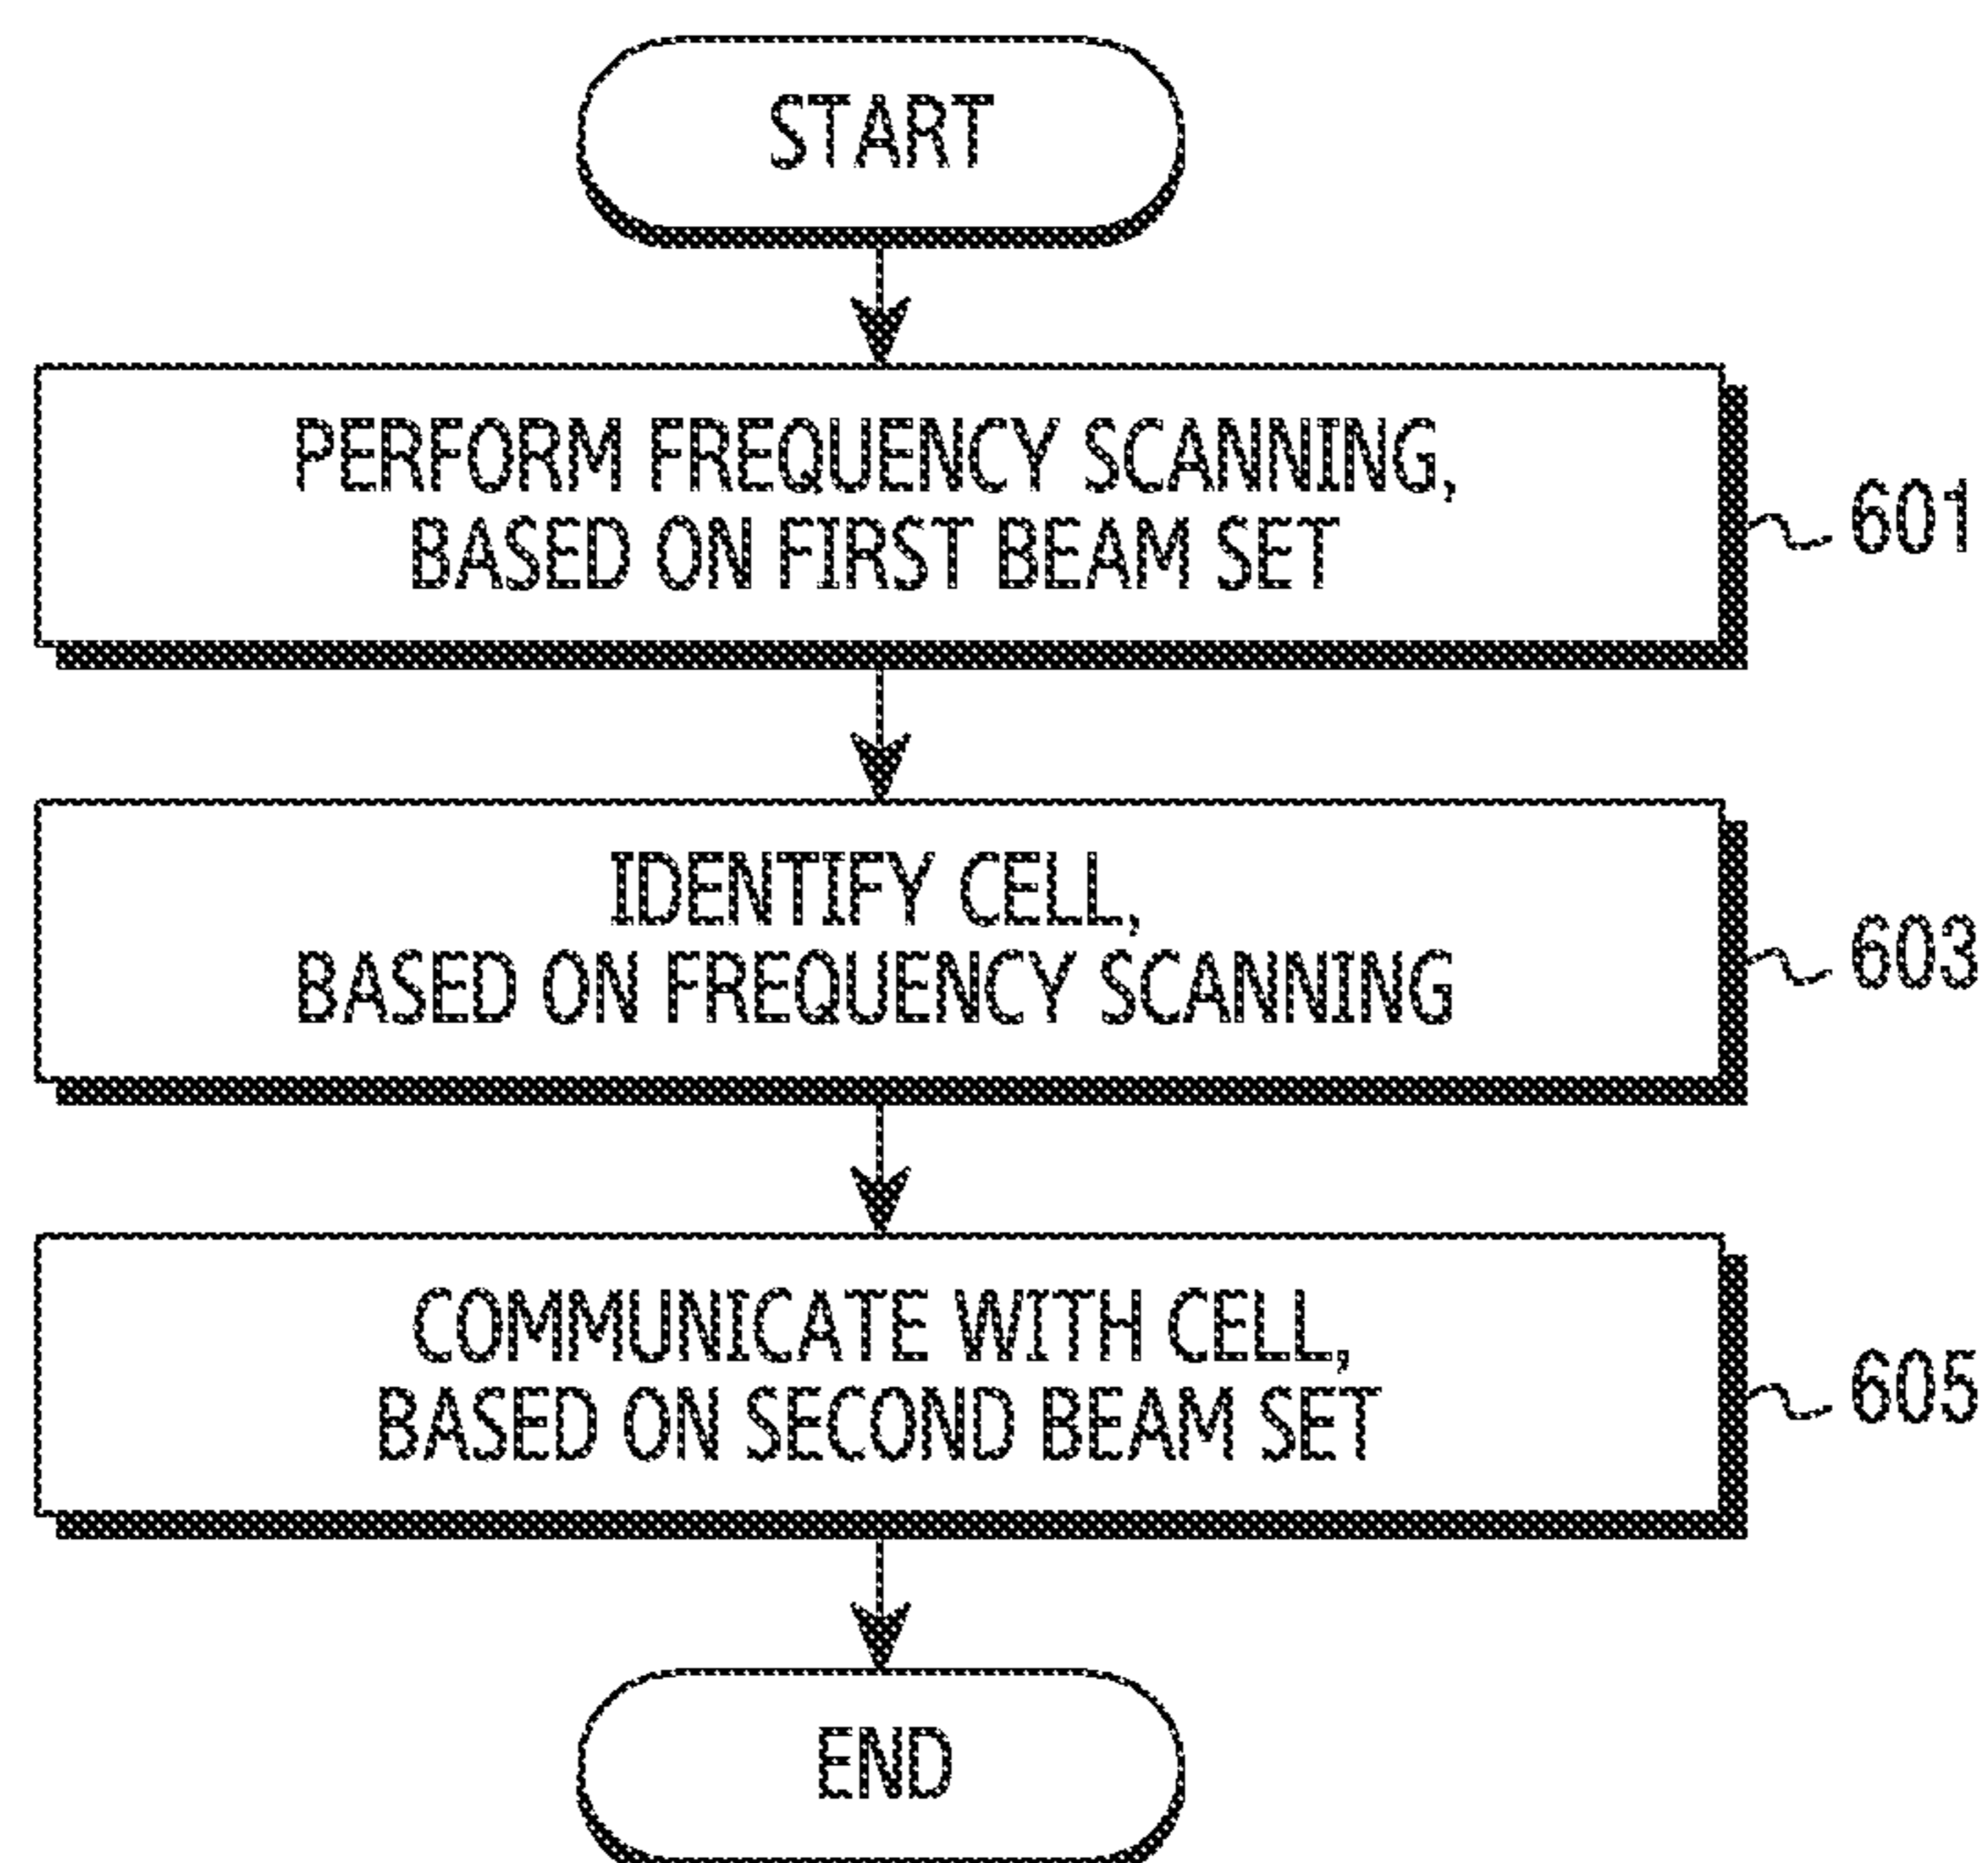 START
PERFORM FREQUENCY SCANNING,
BASED ON FIRST BEAM SET
601
IDENTIFY CELL,
BASED ON FREQUENCY SCANNING
603
COMMUNICATE WITH CELL,
BASED ON SECOND BEAM SET
605
END